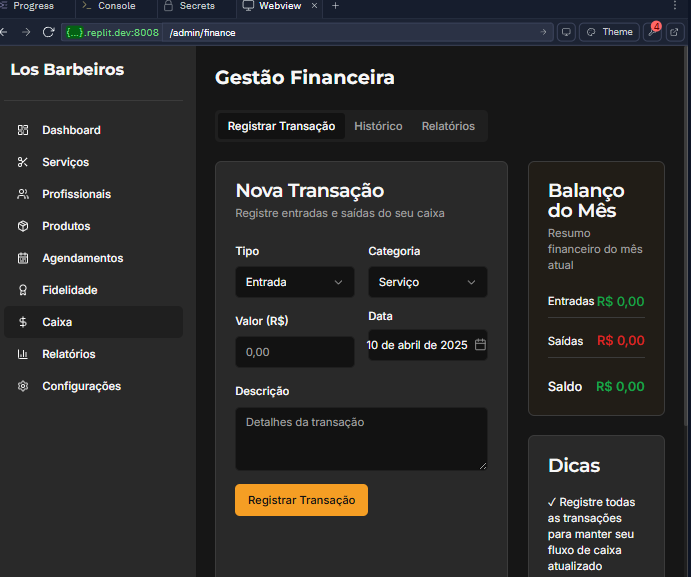 Progress
Console
Secrets
Webview
{...}.replit.dev:8008
/admin/finance
Theme
4
Los Barbeiros
Dashboard
Serviços
Profissionais
Produtos
Agendamentos
Fidelidade
Caixa
Relatórios
Configurações
Gestão Financeira
Registrar Transação
Histórico
Relatórios
Nova Transação
Registre entradas e saídas do seu caixa
Tipo
Categoria
Entrada
Serviço
Valor (R$)
Data
0,00
10 de abril de 2025
Descrição
Detalhes da transação
Registrar Transação
Balanço
do Mês
Resumo
financeiro do mês
atual
Entradas R$ 0,00
Saídas R$ 0,00
Saldo R$ 0,00
Dicas
✓ Registre todas
as transações
para manter seu
fluxo de caixa
atualizado